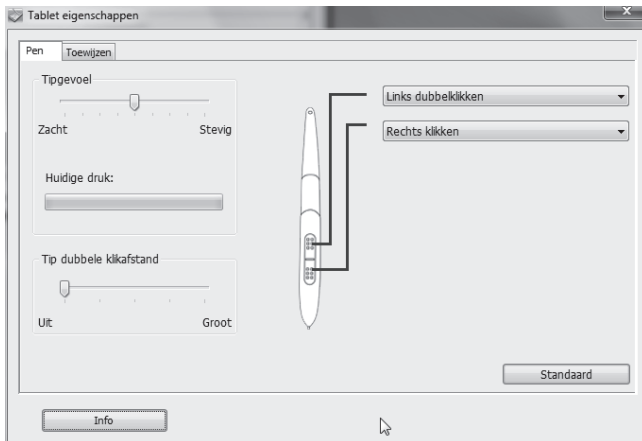 Tablet eigenschappen
Pen
Toewijzen
Tipgevoel
Zacht
Stevig
Huidige druk:
Tip dubbele klikafstand
Uit
Groot
Links dubbelklikken
Rechts klikken
Standaard
Info